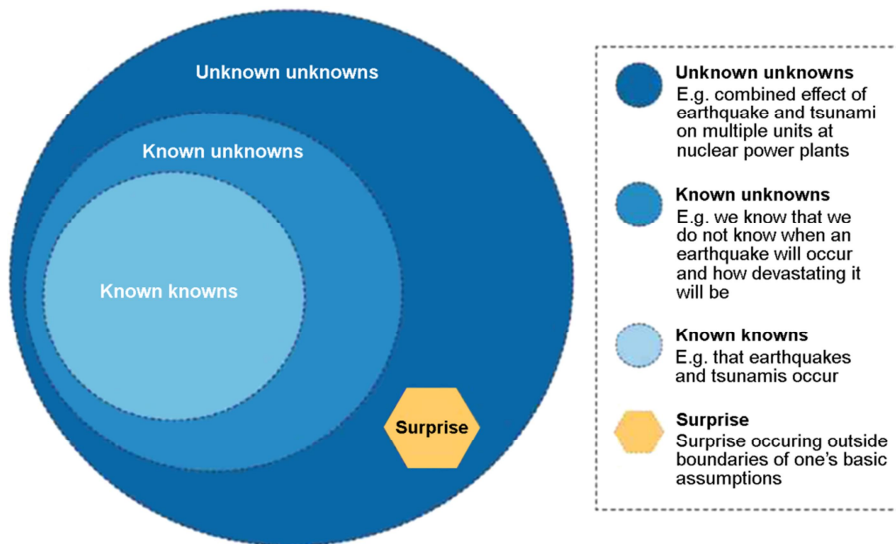 Unknown unknowns
Known unknowns
Known knowns
Surprise
Unknown unknowns
E.g. combined effect of
earthquake and tsunami
on multiple units at
nuclear power plants
Known unknowns
E.g. we know that we
do not know when an
earthquake will occur
and how devastating it
will be
Known knowns
E.g. that earthquakes
and tsunamis occur
Surprise
Surprise occuring outside
boundaries of one's basic
assumptions